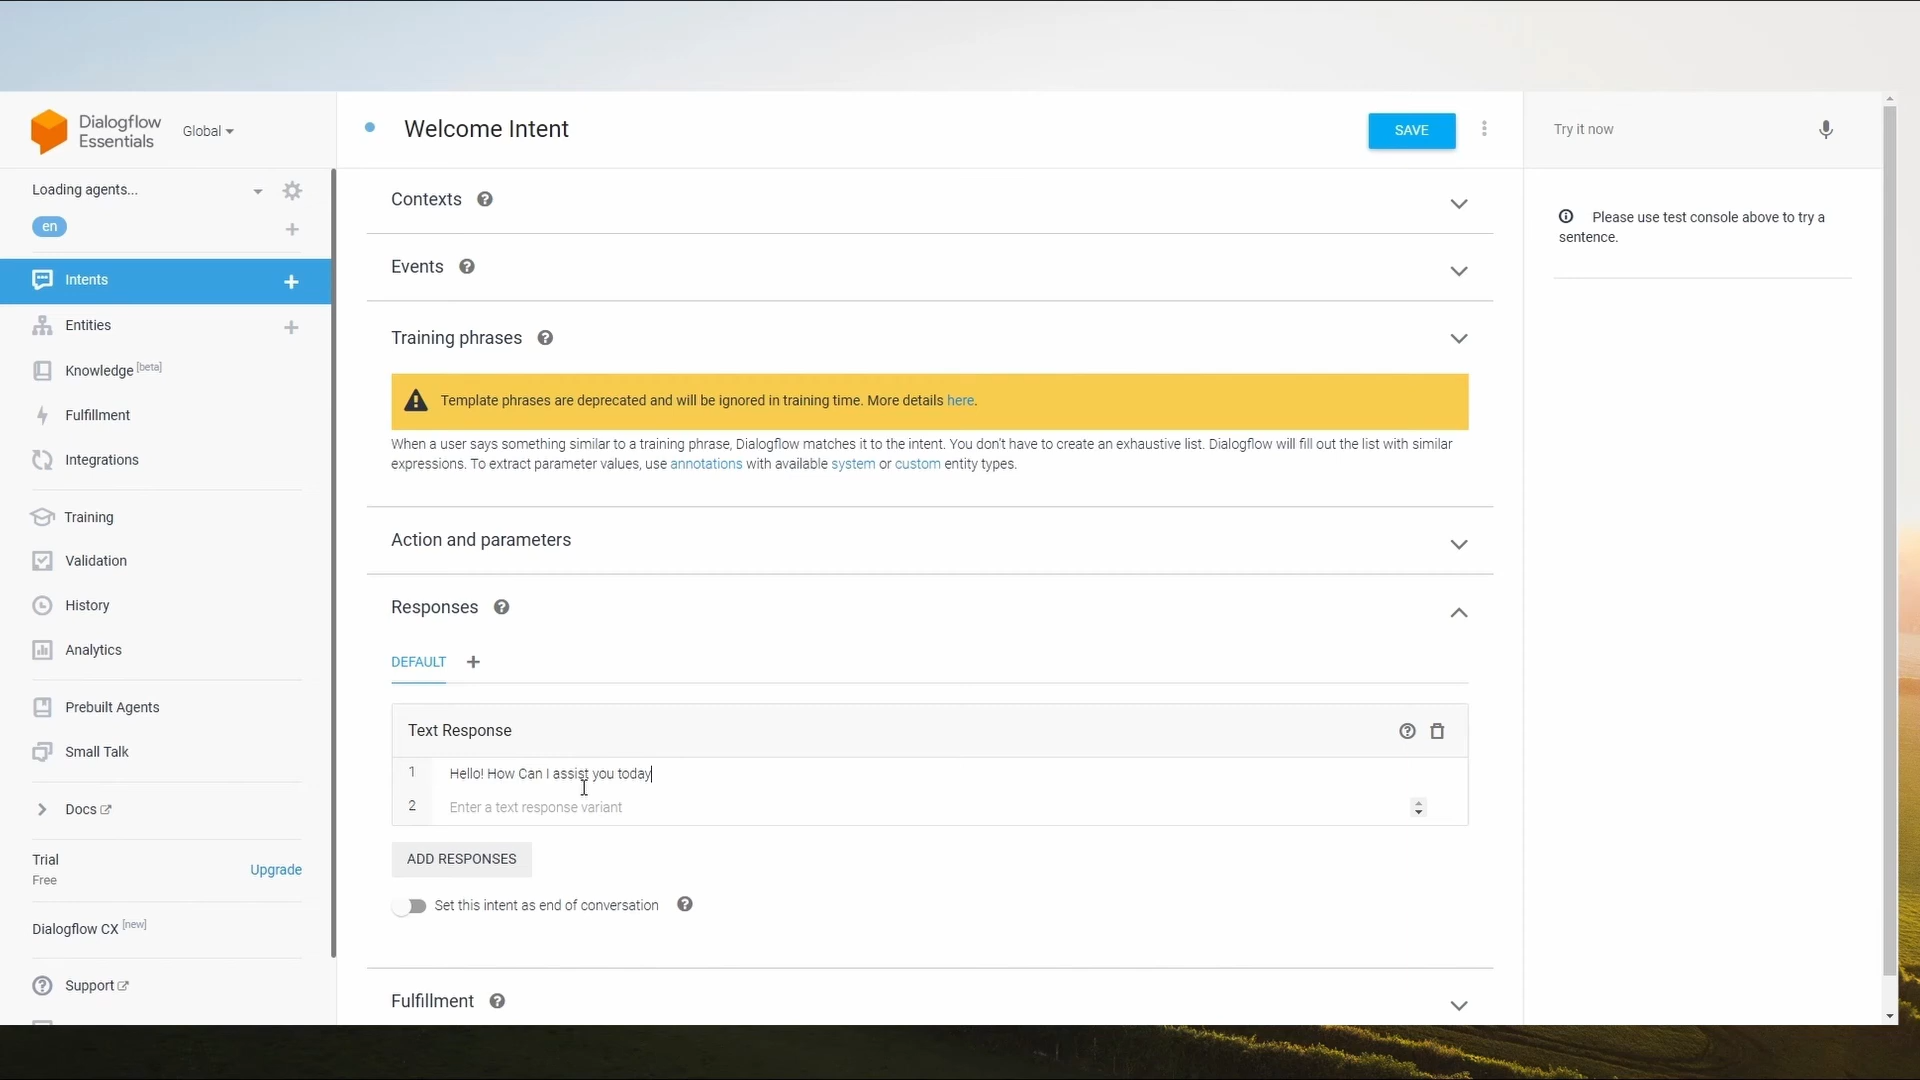 Dialogflow
Essentials
Global
Welcome Intent
SAVE
Try it now
Loading agents...
en
Please use test console above to try a
sentence.
Intents
Entities
Knowledge [beta]
Fulfillment
Integrations
Training
Validation
History
Analytics
Prebuilt Agents
Small Talk
Docs
Trial
Free
Upgrade
Dialogflow CX [new]
Support
Contexts
Events
Training phrases
Template phrases are deprecated and will be ignored in training time. More details here.
When a user says something similar to a training phrase, Dialogflow matches it to the intent. You don't have to create an exhaustive list. Dialogflow will fill out the list with similar
expressions. To extract parameter values, use annotations with available system or custom entity types.
Action and parameters
Responses
DEFAULT
Text Response
1 Hello! How Can I assist you today
2 Enter a text response variant
ADD RESPONSES
Set this intent as end of conversation
Fulfillment